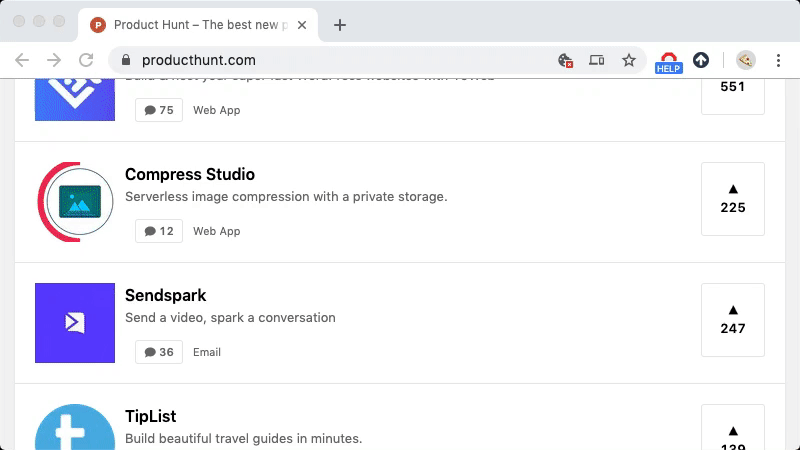 Product Hunt – The best new p
producthunt.com
HELP
551
75 Web App
Compress Studio
Serverless image compression with a private storage.
225
12 Web App
Sendspark
Send a video, spark a conversation
247
36 Email
TipList
Build beautiful travel guides in minutes.
139